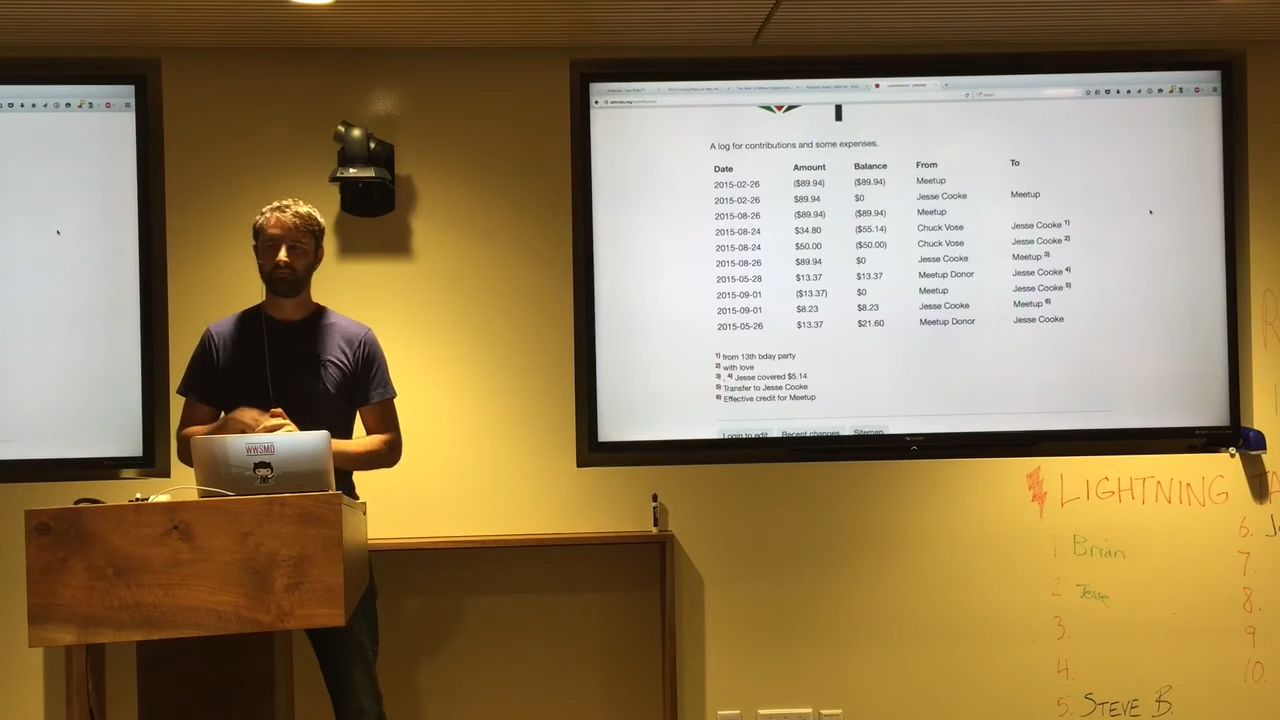 A log for contributions and some expenses.
Date Amount Balance From To
2015-02-26 ($89.94) ($89.94) Meetup
2015-02-26 $89.94 $0 Jesse Cooke Meetup
2015-08-26 ($89.94) ($89.94) Meetup
2015-08-24 $34.80 ($55.14) Chuck Vose Jesse Cooke 1)
2015-08-24 $50.00 ($50.00) Chuck Vose Jesse Cooke 2)
2015-08-26 $89.94 $0 Jesse Cooke Meetup 3)
2015-05-28 $13.37 $13.37 Meetup Donor Jesse Cooke 4)
2015-09-01 ($13.37) $0 Meetup Jesse Cooke 5)
2015-09-01 $8.23 $8.23 Jesse Cooke Meetup 6)
2015-05-26 $13.37 $21.60 Meetup Donor Jesse Cooke
1) from 13th bday party
2) with love
3) , 4) Jesse covered $5.14
5) Transfer to Jesse Cooke
6) Effective credit for Meetup
Login to edit Recent changes Sitemap
WWSMD
LIGHTNING
1 Brian
2 Jesse
3.
4.
5. STEVE B.
6.
7.
8.
9.
10.